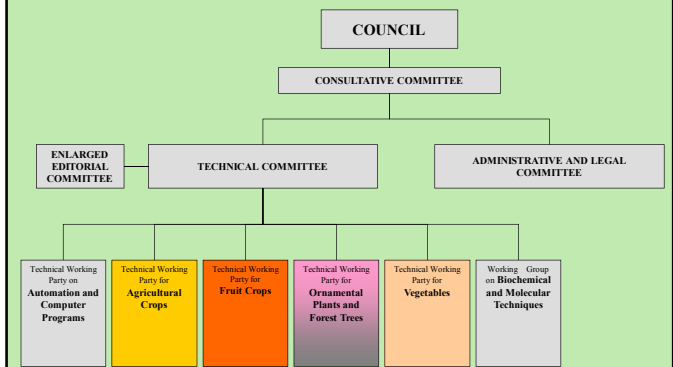 COUNCIL
CONSULTATIVE COMMITTEE
ENLARGED
EDITORIAL
COMMITTEE
TECHNICAL COMMITTEE
ADMINISTRATIVE AND LEGAL
COMMITTEE
Technical Working
Party on
Automation and
Computer
Programs
Technical Working
Party for
Agricultural
Crops
Technical Working
Party for
Fruit Crops
Technical Working
Party for
Ornamental
Plants and
Forest Trees
Technical Working
Party for
Vegetables
Working Group
on Biochemical
and Molecular
Techniques